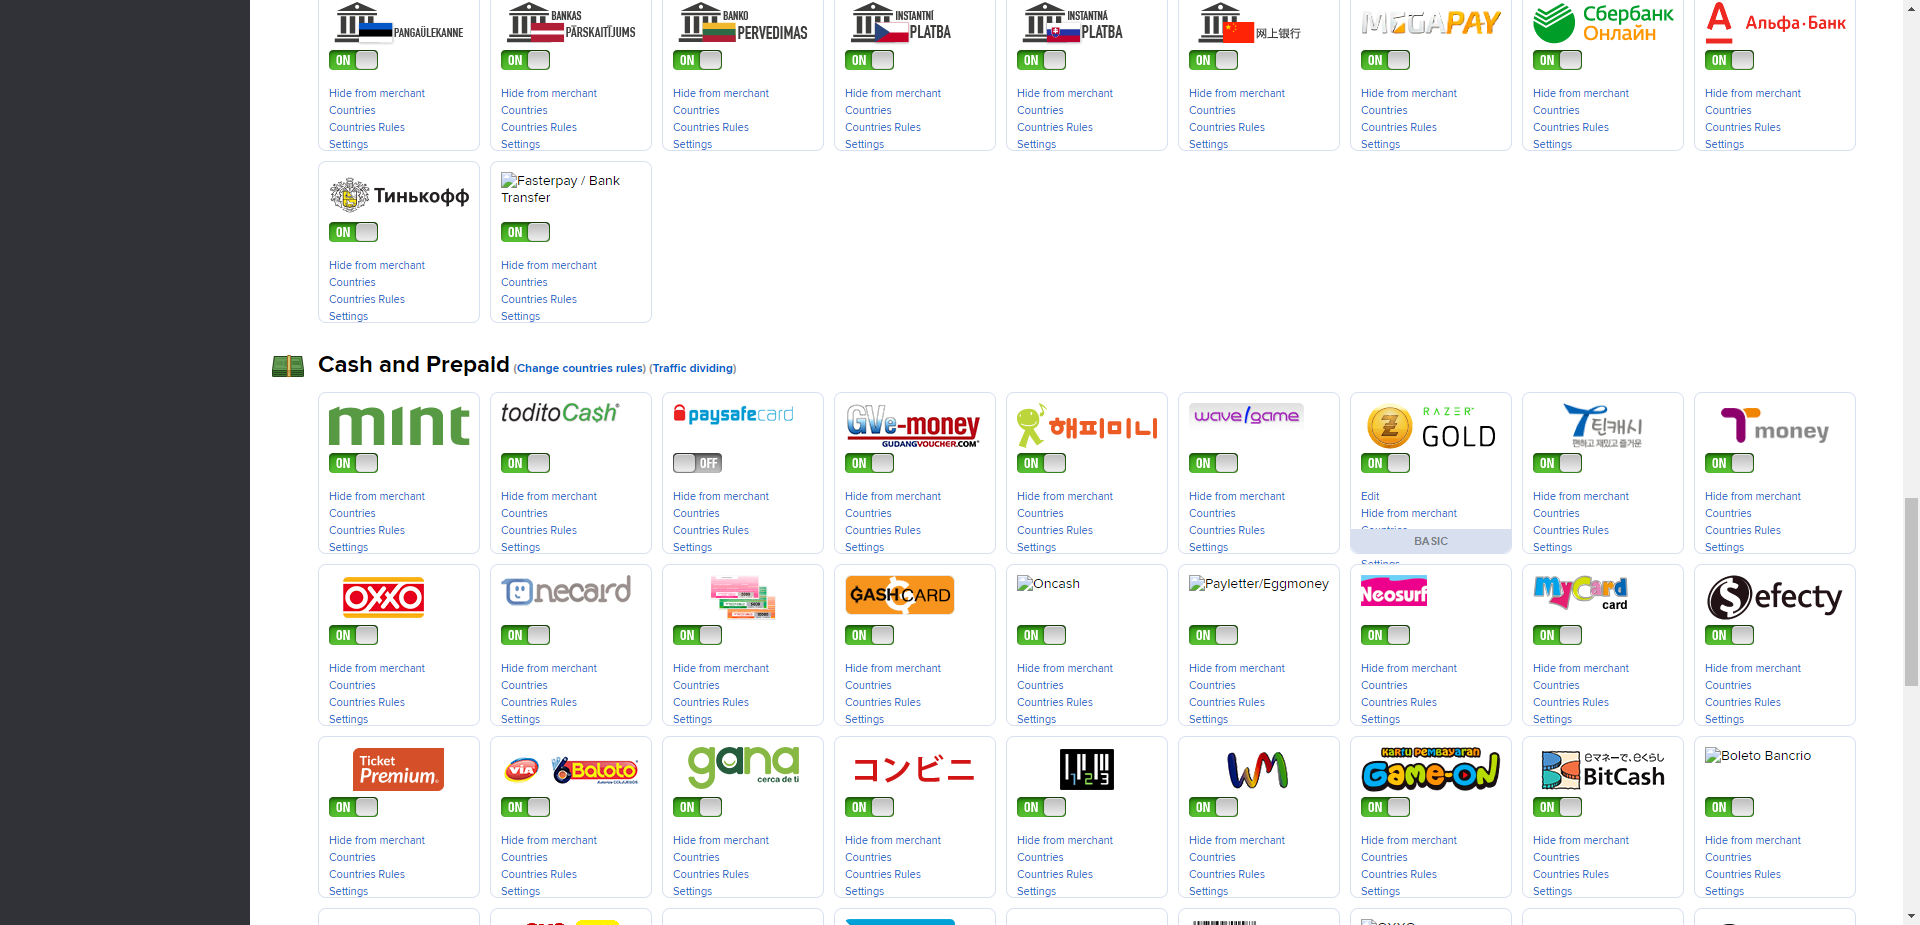 PANGAÜLEKANNE
BANKAS
PĀRSKAITĪJUMS
BANKO
PERVEDIMAS
INSTANTNÍ
PLATBA
INSTANTNÁ
PLATBA
网上银行
MEGAPAY
Сбербанк
Онлайн
Альфа·Банк
ON ON ON ON ON ON ON ON ON
Hide from merchant Hide from merchant Hide from merchant Hide from merchant Hide from merchant Hide from merchant Hide from merchant Hide from merchant Hide from merchant
Countries Countries Countries Countries Countries Countries Countries Countries Countries
Countries Rules Countries Rules Countries Rules Countries Rules Countries Rules Countries Rules Countries Rules Countries Rules Countries Rules
Settings Settings Settings Settings Settings Settings Settings Settings Settings
Тинькофф
Fasterpay / Bank
Transfer
ON ON
Hide from merchant Hide from merchant
Countries Countries
Countries Rules Countries Rules
Settings Settings
Cash and Prepaid (Change countries rules) (Traffic dividing)
mint
toditoCa$h
paysafecard
GVe-money
GUDANGVOUCHER.COM
해피미니
wave/game
RAZER
GOLD
틴캐시
편하고 재밌고 즐거운
T money
ON ON OFF ON ON ON ON ON ON
Hide from merchant Hide from merchant Hide from merchant Hide from merchant Hide from merchant Hide from merchant Edit Hide from merchant Hide from merchant
Countries Countries Countries Countries Countries Countries Hide from merchant Countries Countries
Countries Rules Countries Rules Countries Rules Countries Rules Countries Rules Countries Rules Countries Countries Rules Countries Rules
BASIC
Settings Settings Settings Settings Settings Settings Settings Settings Settings
OXXO
Onecard
GASHCARD
Oncash
Payletter/Eggmoney
Neosurf
MyCard
card
$efecty
ON ON ON ON ON ON ON ON ON
Hide from merchant Hide from merchant Hide from merchant Hide from merchant Hide from merchant Hide from merchant Hide from merchant Hide from merchant Hide from merchant
Countries Countries Countries Countries Countries Countries Countries Countries Countries
Countries Rules Countries Rules Countries Rules Countries Rules Countries Rules Countries Rules Countries Rules Countries Rules Countries Rules
Settings Settings Settings Settings Settings Settings Settings Settings Settings
Ticket
Premium
VIA Baloto
gana
cerca de ti
コンビニ
123
WM
KARTU PEMBAYARAN
GAME-ON
eマネーで、eくらし
BitCash
Boleto Bancrio
ON ON ON ON ON ON ON ON ON
Hide from merchant Hide from merchant Hide from merchant Hide from merchant Hide from merchant Hide from merchant Hide from merchant Hide from merchant Hide from merchant
Countries Countries Countries Countries Countries Countries Countries Countries Countries
Countries Rules Countries Rules Countries Rules Countries Rules Countries Rules Countries Rules Countries Rules Countries Rules Countries Rules
Settings Settings Settings Settings Settings Settings Settings Settings Settings